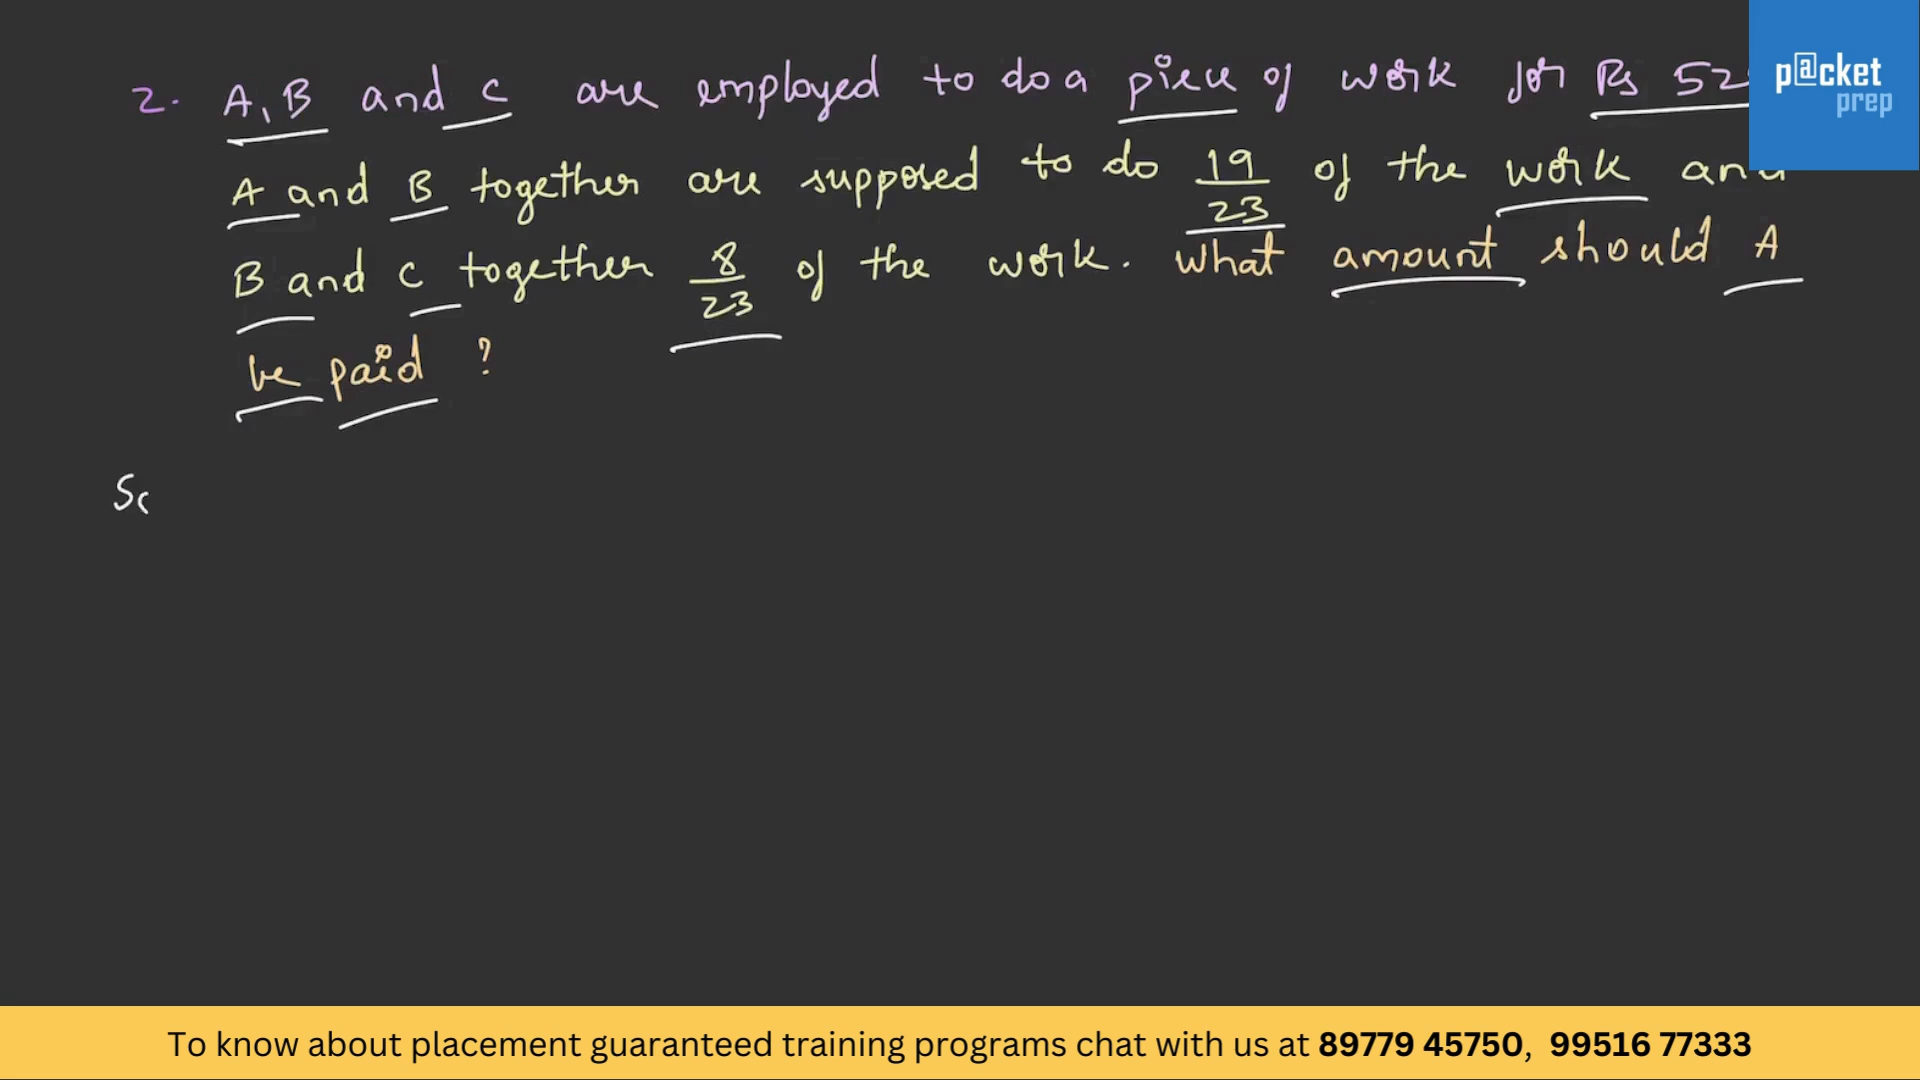 2. A, B and C are employed to do a piece of work for Rs 52
A and B together are supposed to do 19/23 of the work and
B and C together 8/23 of the work. What amount should A
be paid ?
So
p@cket
prep
To know about placement guaranteed training programs chat with us at 89779 45750, 99516 77333